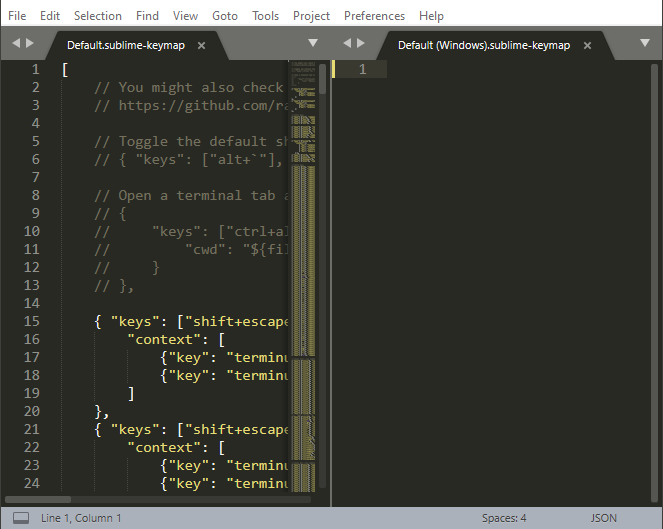 File Edit Selection Find View Goto Tools Project Preferences Help
Default.sublime-keymap ×
Default (Windows).sublime-keymap ×
1 [
2 // You might also check
3 // https://github.com/ra
4
5 // Toggle the default sh
6 // { "keys": ["alt+`"],
7
8 // Open a terminal tab a
9 // {
10 //     "keys": ["ctrl+al
11 //         "cwd": "${fil
12 //     }
13 // },
14
15 { "keys": ["shift+escape
16 "context": [
17 {"key": "terminu
18 {"key": "terminu
19 ]
20 },
21 { "keys": ["shift+escape
22 "context": [
23 {"key": "terminu
24 {"key": "terminu
1
Line 1, Column 1
Spaces: 4
JSON